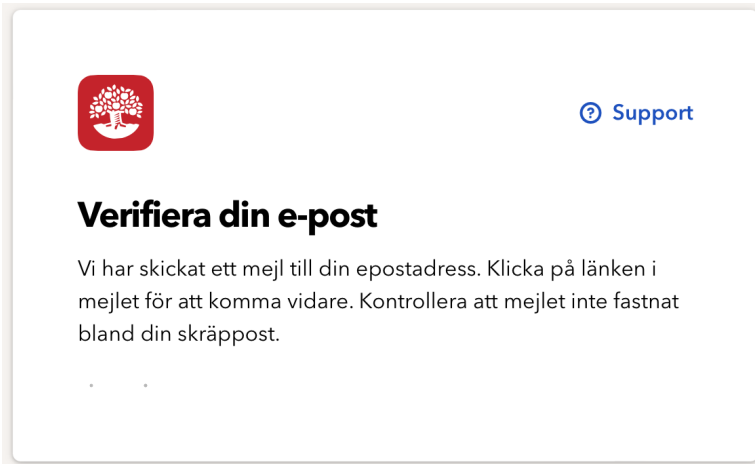 Support
Verifiera din e-post
Vi har skickat ett mejl till din epostadress. Klicka på länken i
mejlet för att komma vidare. Kontrollera att mejlet inte fastnat
bland din skräppost.